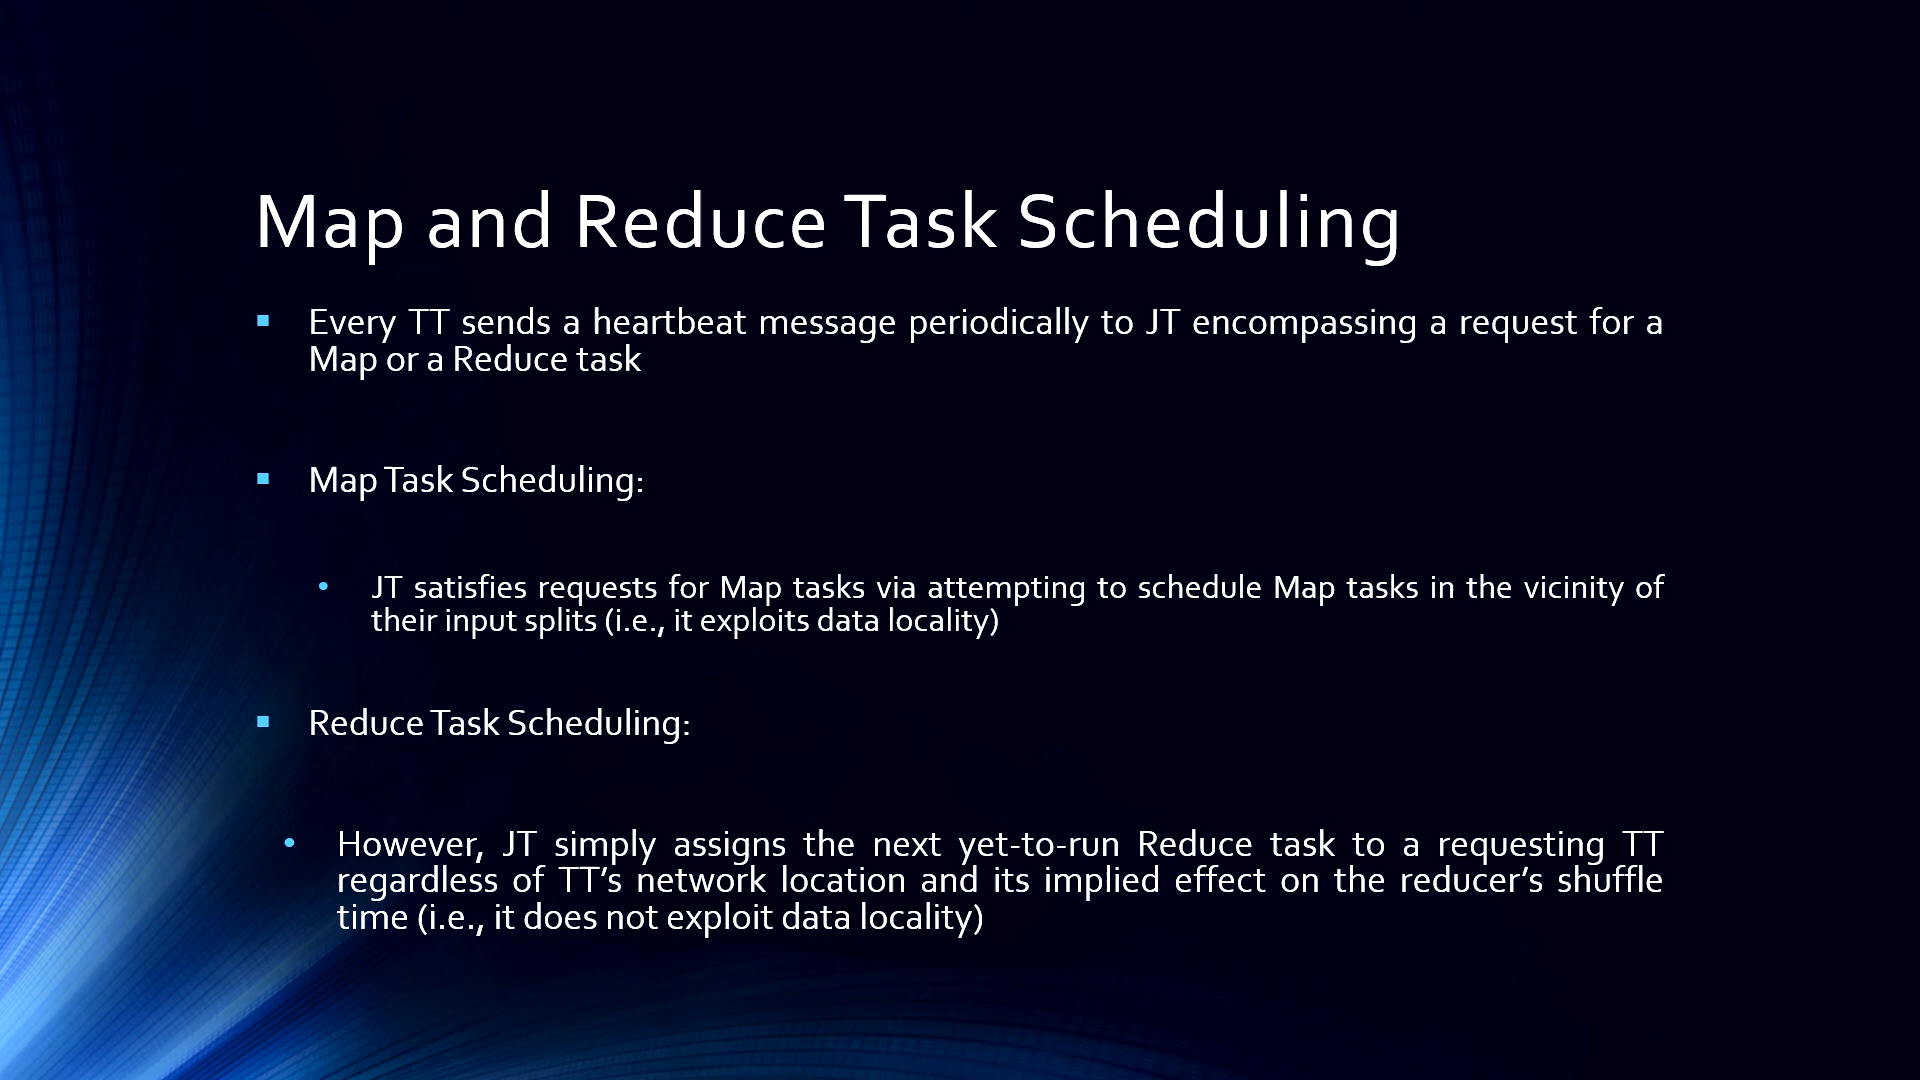 Map and Reduce Task Scheduling
▪ Every TT sends a heartbeat message periodically to JT encompassing a request for a
Map or a Reduce task
▪ Map Task Scheduling:
• JT satisfies requests for Map tasks via attempting to schedule Map tasks in the vicinity of
their input splits (i.e., it exploits data locality)
▪ Reduce Task Scheduling:
• However, JT simply assigns the next yet-to-run Reduce task to a requesting TT
regardless of TT’s network location and its implied effect on the reducer’s shuffle
time (i.e., it does not exploit data locality)